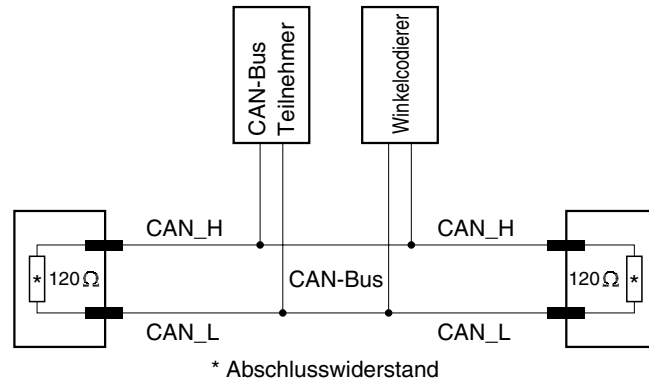 CAN-Bus
Teilnehmer
Winkelcodierer
CAN_H
CAN_H
* 120 Ω
CAN-Bus
120 Ω *
CAN_L
CAN_L
* Abschlusswiderstand